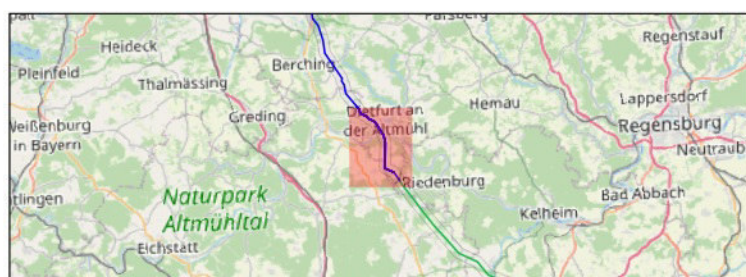 Parsberg
Regenstauf
Heideck
Berching
Pleinfeld
Thalmässing
Dietfurt an
der Altmühl
Hemau
Lappersdorf
Greding
Weißenburg
in Bayern
Regensburg
Neutraub
Riedenburg
Naturpark
Altmühltal
Bad Abbach
Kelheim
Eichstätt